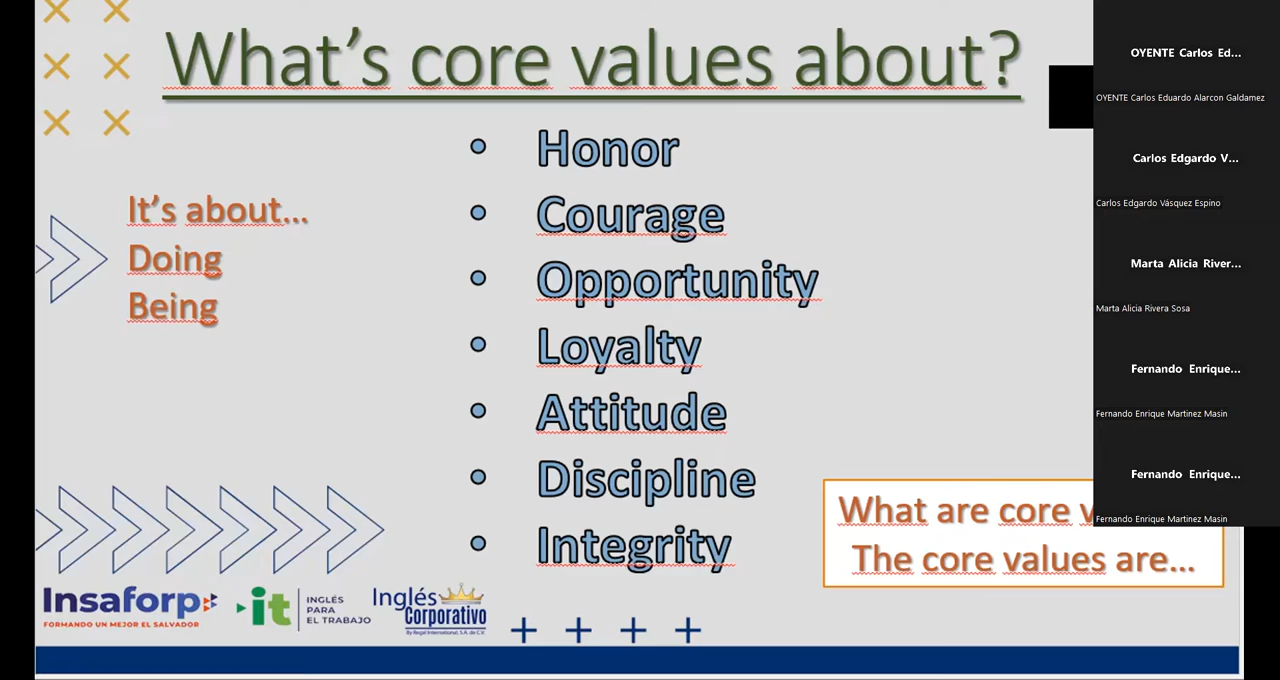 What's core values about?
It's about...
Doing
Being
• Honor
• Courage
• Opportunity
• Loyalty
• Attitude
• Discipline
• Integrity
What are core v
The core values are...
Insaforp
FORMANDO UN MEJOR EL SALVADOR
it
INGLÉS
PARA
EL TRABAJO
Inglés
Corporativo
By Regal International, S.A. de C.V.
OYENTE Carlos Ed...
OYENTE Carlos Eduardo Alarcon Galdamez
Carlos Edgardo V...
Carlos Edgardo Vásquez Espino
Marta Alicia River...
Marta Alicia Rivera Sosa
Fernando Enrique...
Fernando Enrique Martinez Masin
Fernando Enrique...
Fernando Enrique Martinez Masin